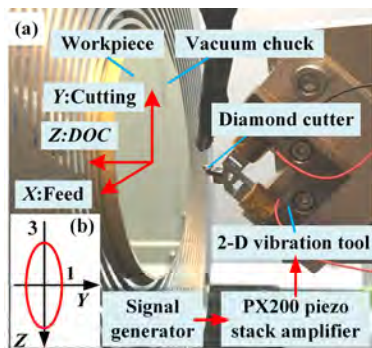 (a)
Workpiece
Vacuum chuck
Y:Cutting
Z:DOC
X:Feed
Diamond cutter
(b)
3
1
Y
Z
2-D vibration tool
Signal
generator
PX200 piezo
stack amplifier